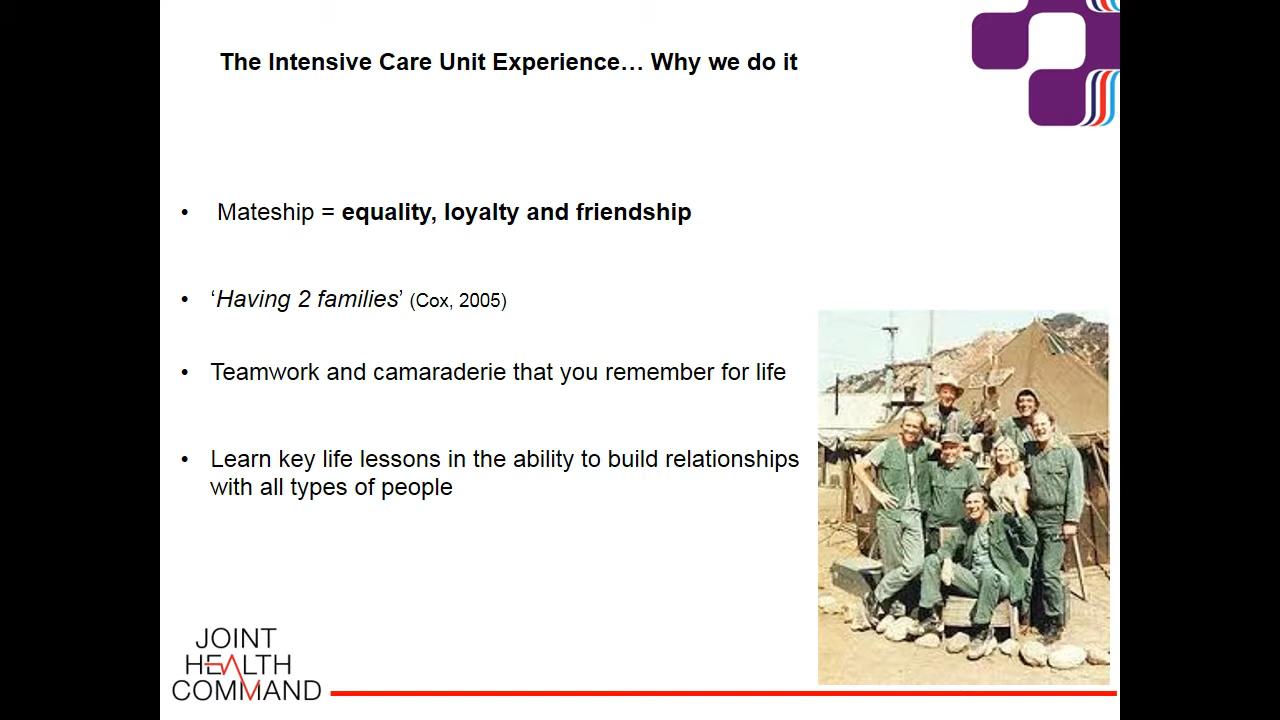 The Intensive Care Unit Experience… Why we do it
• Mateship = equality, loyalty and friendship
• ‘Having 2 families’ (Cox, 2005)
• Teamwork and camaraderie that you remember for life
• Learn key life lessons in the ability to build relationships
with all types of people
JOINT
HEALTH
COMMAND